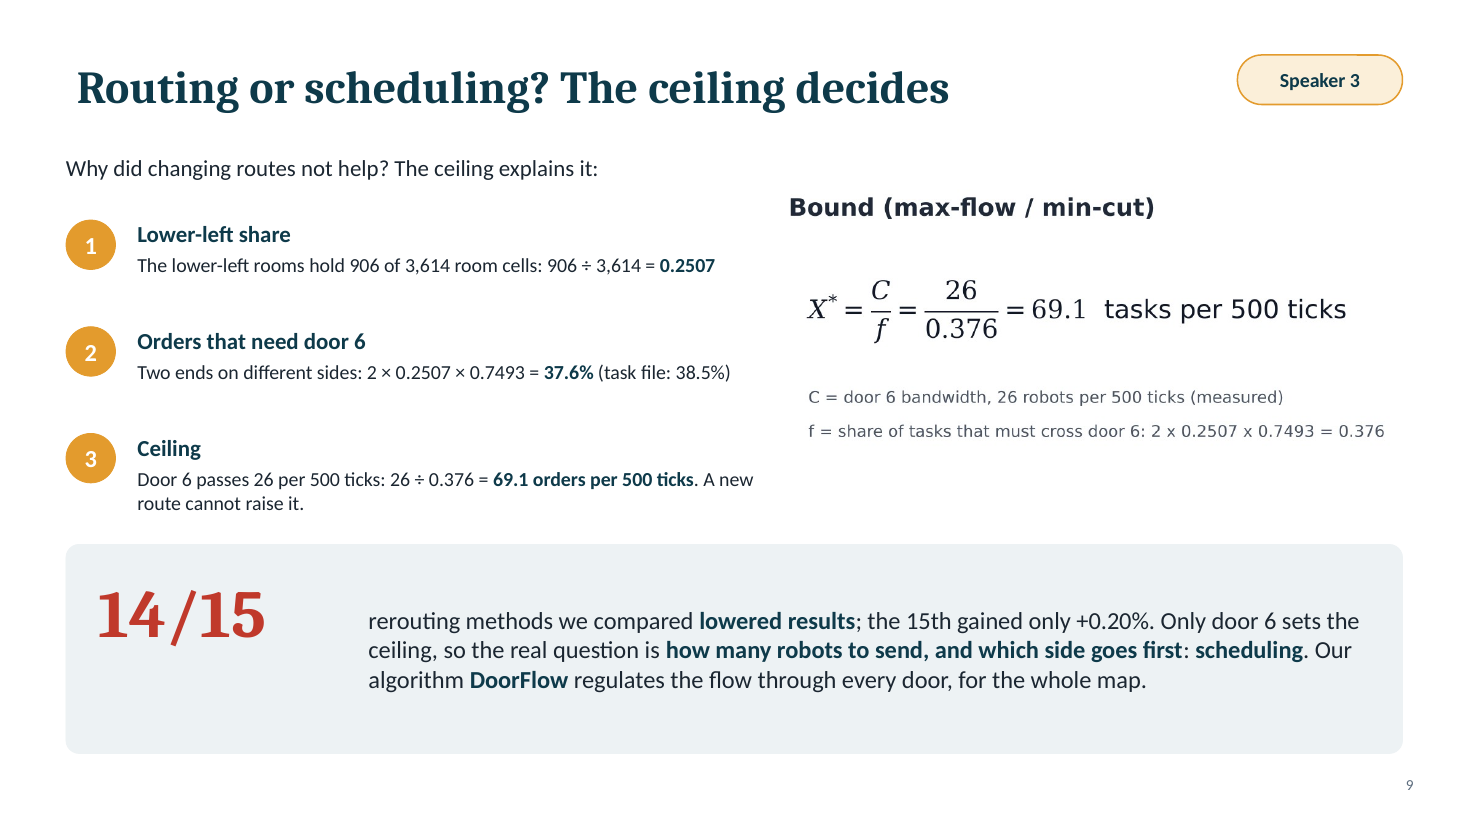 Routing or scheduling? The ceiling decides
Speaker 3
Why did changing routes not help? The ceiling explains it:
1
Lower-left share
The lower-left rooms hold 906 of 3,614 room cells: 906 ÷ 3,614 = 0.2507
2
Orders that need door 6
Two ends on different sides: 2 × 0.2507 × 0.7493 = 37.6% (task file: 38.5%)
3
Ceiling
Door 6 passes 26 per 500 ticks: 26 ÷ 0.376 = 69.1 orders per 500 ticks. A new
route cannot raise it.
Bound (max-flow / min-cut)
X* = C/f = 26/0.376 = 69.1 tasks per 500 ticks
C = door 6 bandwidth, 26 robots per 500 ticks (measured)
f = share of tasks that must cross door 6: 2 x 0.2507 x 0.7493 = 0.376
14/15
rerouting methods we compared lowered results; the 15th gained only +0.20%. Only door 6 sets the
ceiling, so the real question is how many robots to send, and which side goes first: scheduling. Our
algorithm DoorFlow regulates the flow through every door, for the whole map.
9